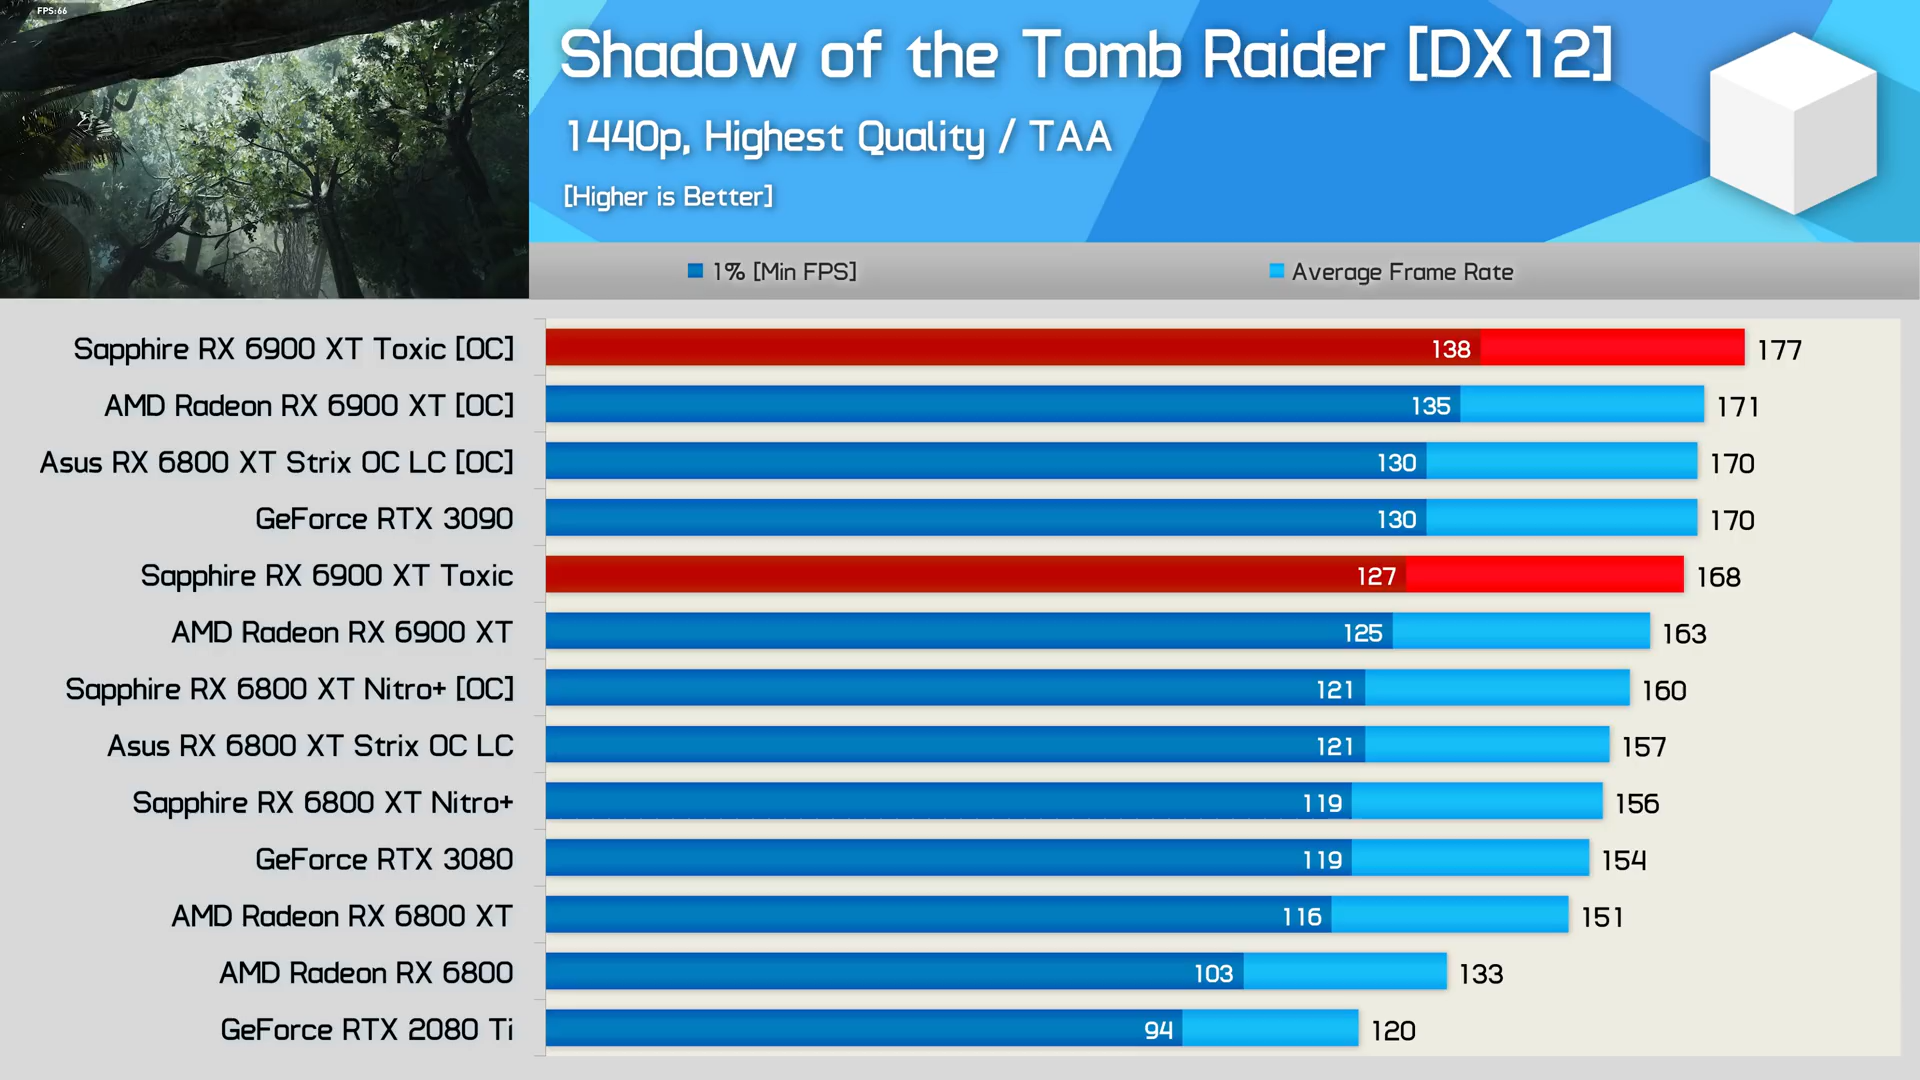 FPS:66
Shadow of the Tomb Raider [DX12]
1440p, Highest Quality / TAA
[Higher is Better]
1% [Min FPS] Average Frame Rate
Sapphire RX 6900 XT Toxic [OC] 138 177
AMD Radeon RX 6900 XT [OC] 135 171
Asus RX 6800 XT Strix OC LC [OC] 130 170
GeForce RTX 3090 130 170
Sapphire RX 6900 XT Toxic 127 168
AMD Radeon RX 6900 XT 125 163
Sapphire RX 6800 XT Nitro+ [OC] 121 160
Asus RX 6800 XT Strix OC LC 121 157
Sapphire RX 6800 XT Nitro+ 119 156
GeForce RTX 3080 119 154
AMD Radeon RX 6800 XT 116 151
AMD Radeon RX 6800 103 133
GeForce RTX 2080 Ti 94 120